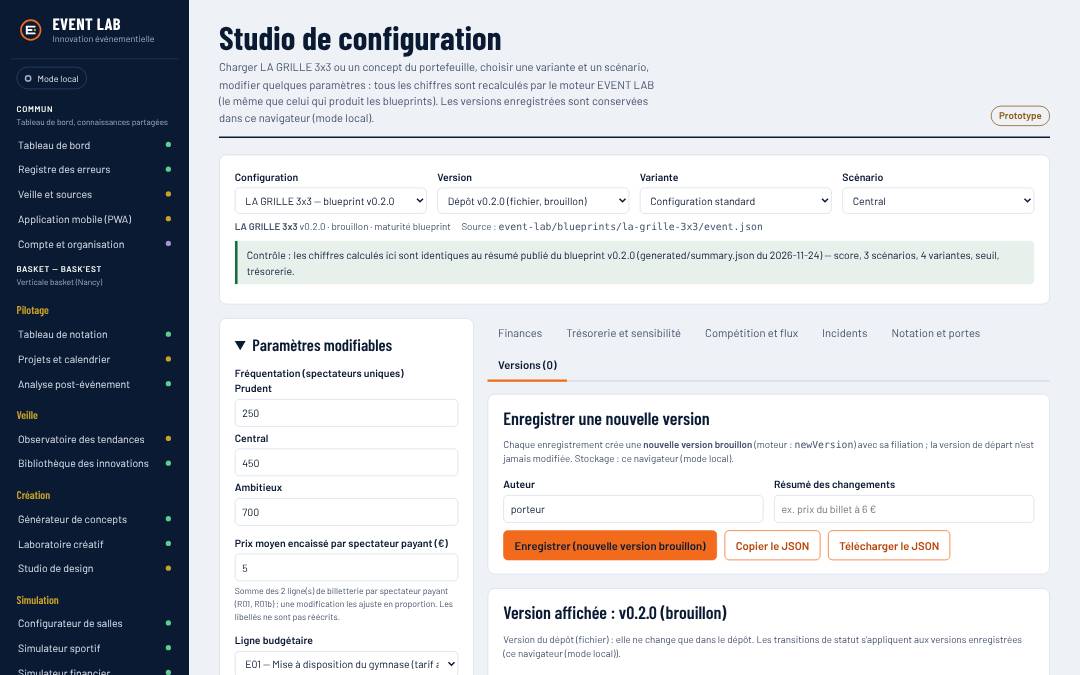 EVENT LAB
Innovation événementielle
Mode local
COMMUN
Tableau de bord, connaissances partagées
Tableau de bord
Registre des erreurs
Veille et sources
Application mobile (PWA)
Compte et organisation
BASKET — BASK'EST
Verticale basket (Nancy)
Pilotage
Tableau de notation
Projets et calendrier
Analyse post-événement
Veille
Observatoire des tendances
Bibliothèque des innovations
Création
Générateur de concepts
Laboratoire créatif
Studio de design
Simulation
Configurateur de salles
Simulateur sportif
Simulateur financier
Studio de configuration
Charger LA GRILLE 3x3 ou un concept du portefeuille, choisir une variante et un scénario,
modifier quelques paramètres : tous les chiffres sont recalculés par le moteur EVENT LAB
(le même que celui qui produit les blueprints). Les versions enregistrées sont conservées
dans ce navigateur (mode local).
Prototype
Configuration
Version
Variante
Scénario
LA GRILLE 3x3 — blueprint v0.2.0
Dépôt v0.2.0 (fichier, brouillon)
Configuration standard
Central
LA GRILLE 3x3 v0.2.0 · brouillon · maturité blueprint Source : event-lab/blueprints/la-grille-3x3/event.json
Contrôle : les chiffres calculés ici sont identiques au résumé publié du blueprint v0.2.0 (generated/summary.json du 2026-11-24) — score, 3 scénarios, 4 variantes, seuil,
trésorerie.
▼ Paramètres modifiables
Fréquentation (spectateurs uniques)
Prudent
250
Central
450
Ambitieux
700
Prix moyen encaissé par spectateur payant (€)
5
Somme des 2 ligne(s) de billetterie par spectateur payant
(R01, R01b) ; une modification les ajuste en proportion. Les
libellés ne sont pas réécrits.
Ligne budgétaire
E01 — Mise à disposition du gymnase (tarif a
Finances
Trésorerie et sensibilité
Compétition et flux
Incidents
Notation et portes
Versions (0)
Enregistrer une nouvelle version
Chaque enregistrement crée une nouvelle version brouillon (moteur : newVersion) avec sa filiation ; la version de départ n'est
jamais modifiée. Stockage : ce navigateur (mode local).
Auteur
Résumé des changements
porteur
ex. prix du billet à 6 €
Enregistrer (nouvelle version brouillon)
Copier le JSON
Télécharger le JSON
Version affichée : v0.2.0 (brouillon)
Version du dépôt (fichier) : elle ne change que dans le dépôt. Les transitions de statut s'appliquent aux versions enregistrées
(ce navigateur (mode local)).